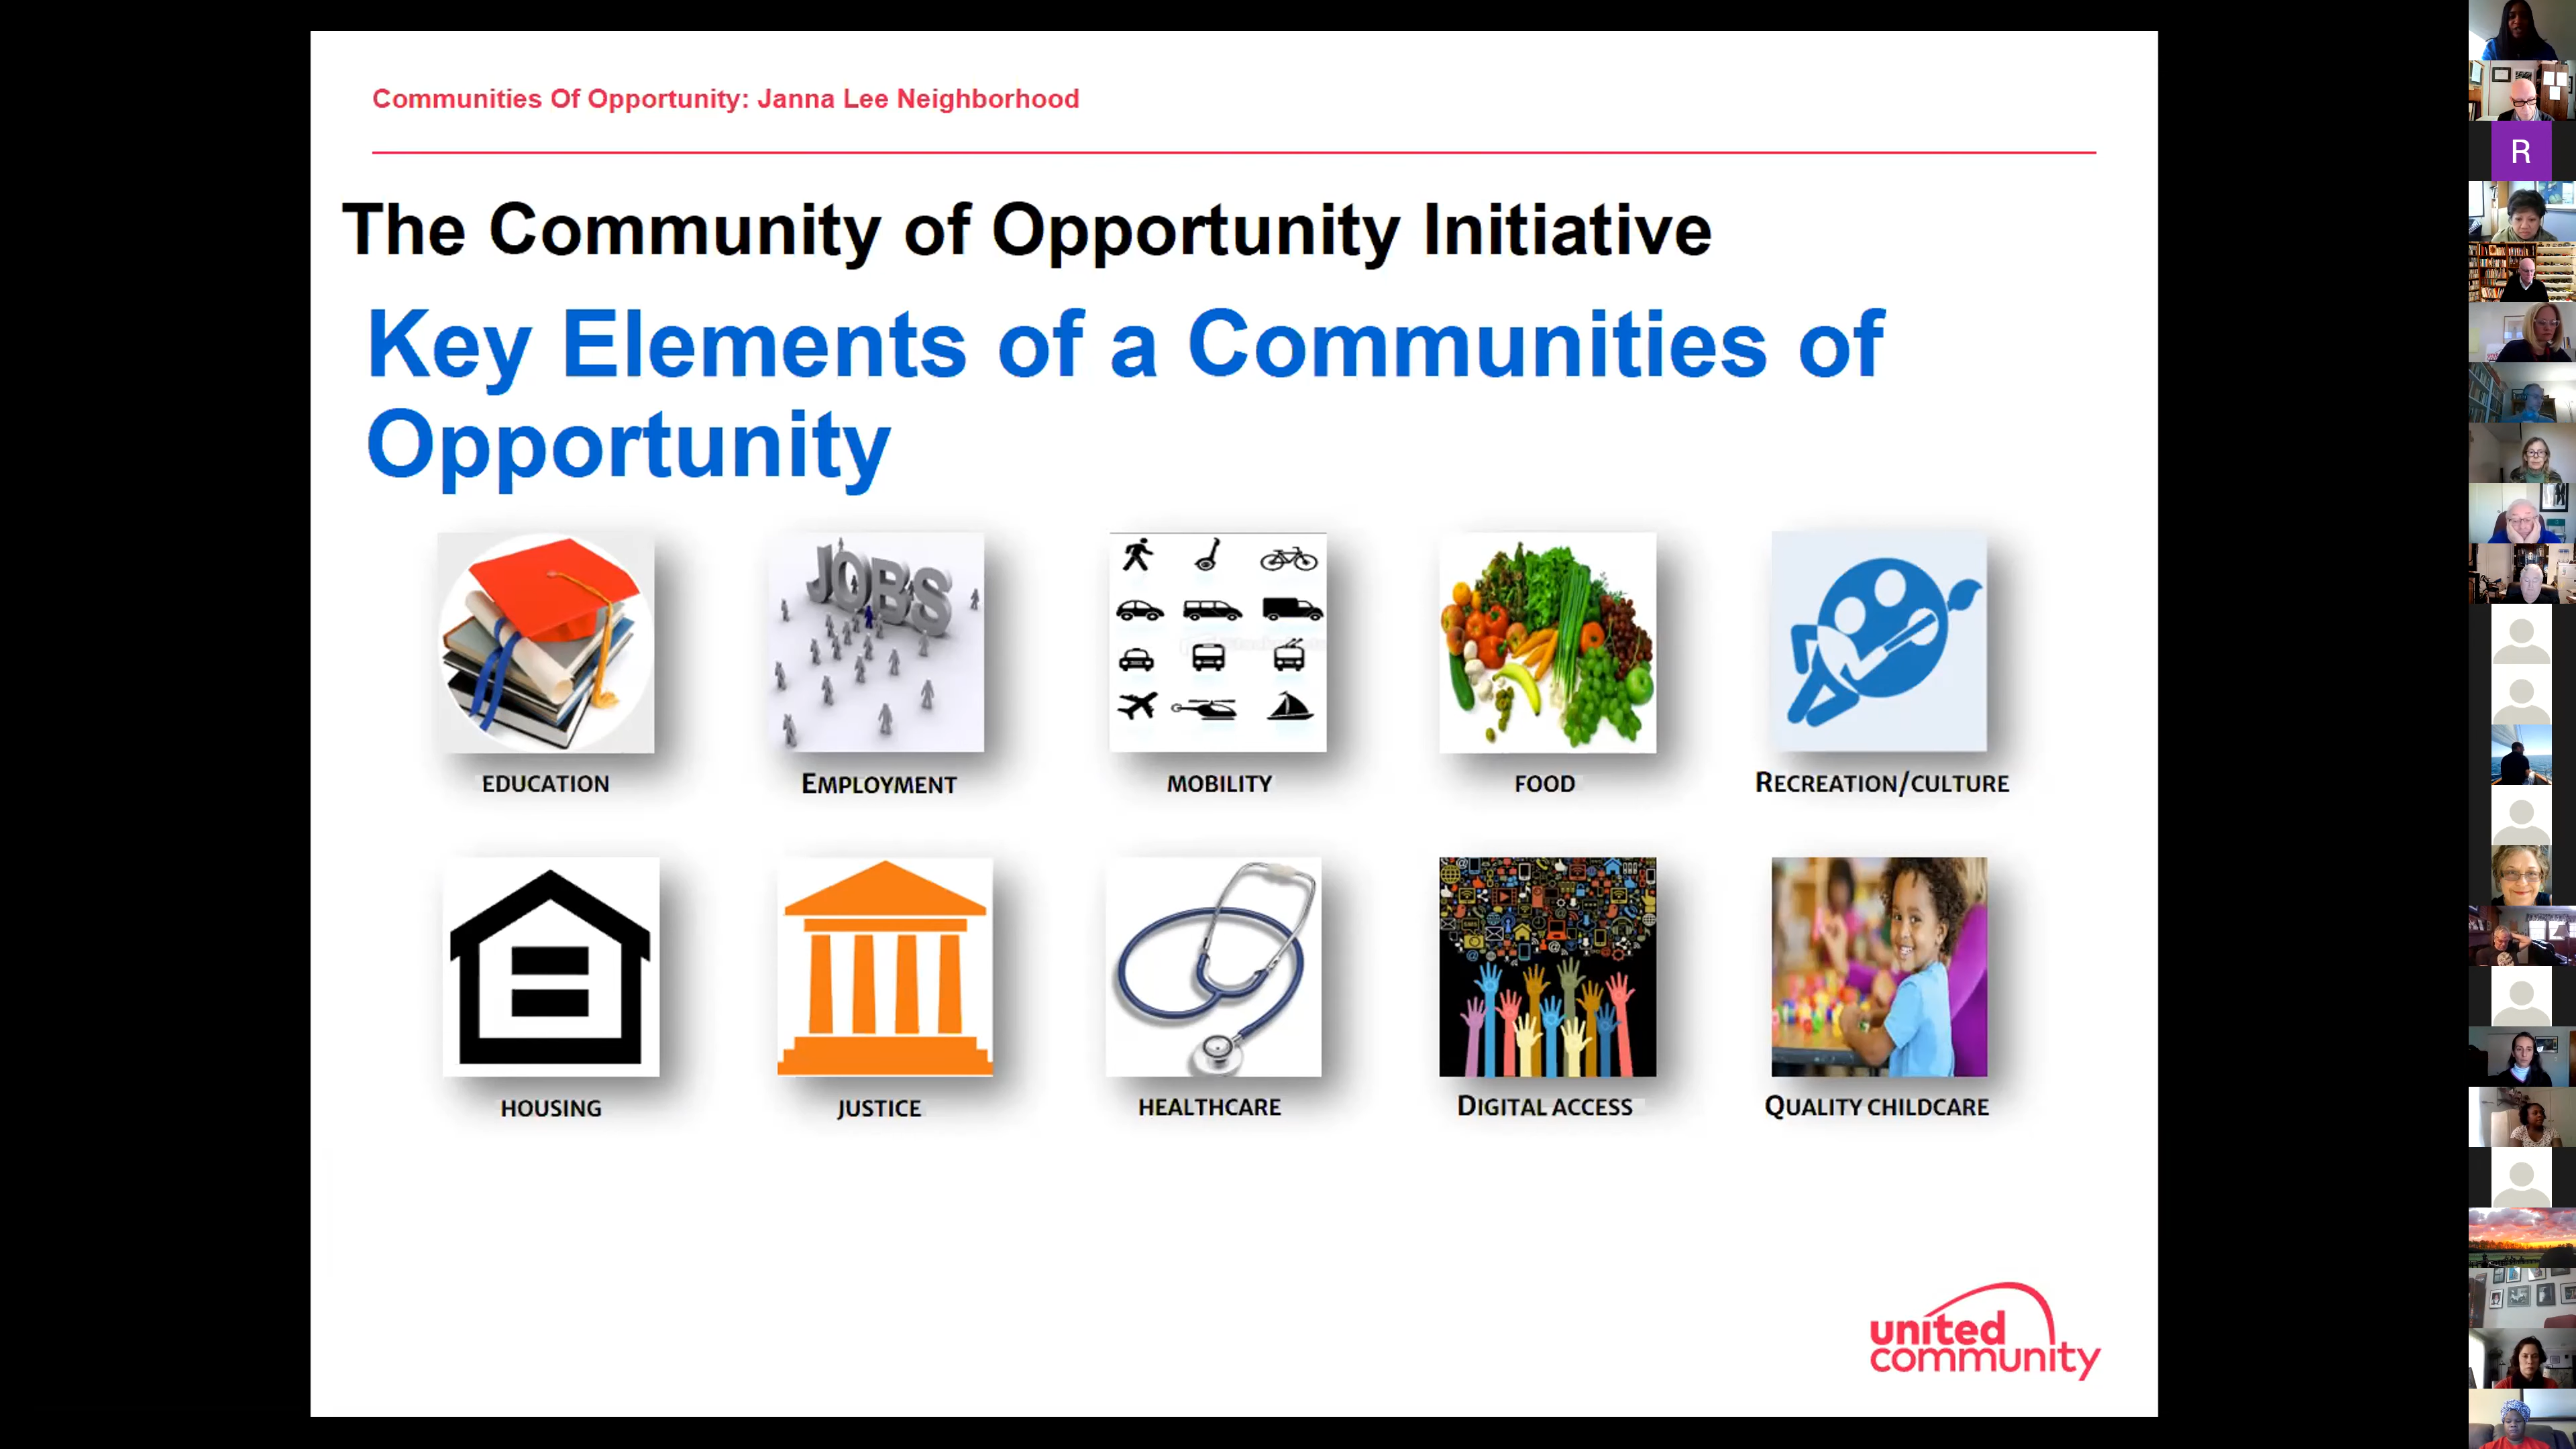 Communities Of Opportunity: Janna Lee Neighborhood
The Community of Opportunity Initiative
Key Elements of a Communities of
Opportunity
JOBS
EDUCATION
EMPLOYMENT
MOBILITY
FOOD
RECREATION/CULTURE
HOUSING
JUSTICE
HEALTHCARE
DIGITAL ACCESS
QUALITY CHILDCARE
united
community
R